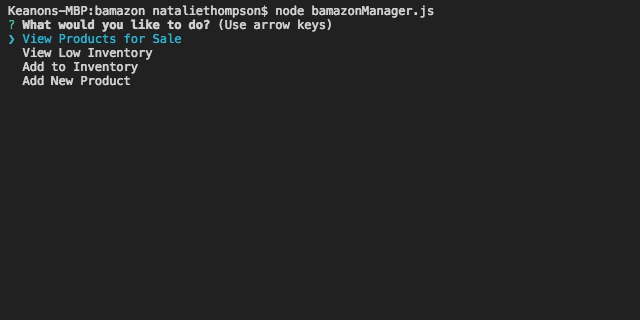 Keanons-MBP:bamazon nataliethompson$ node bamazonManager.js
? What would you like to do? (Use arrow keys)
❯ View Products for Sale
View Low Inventory
Add to Inventory
Add New Product